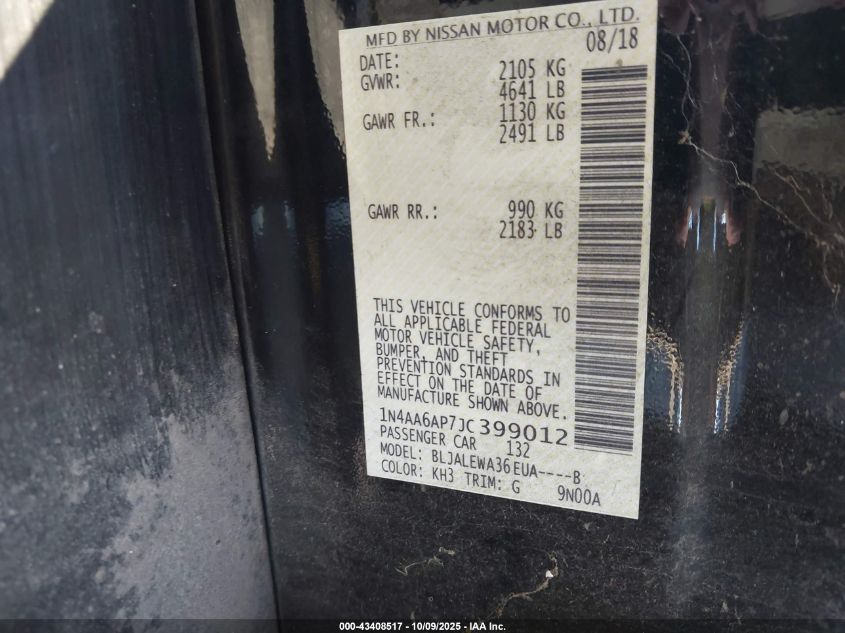 MFD BY NISSAN MOTOR CO., LTD.
DATE: 08/18
GVWR: 2105 KG
4641 LB
GAWR FR.: 1130 KG
2491 LB
GAWR RR.: 990 KG
2183 LB
THIS VEHICLE CONFORMS TO
ALL APPLICABLE FEDERAL
MOTOR VEHICLE SAFETY,
BUMPER, AND THEFT
PREVENTION STANDARDS IN
EFFECT ON THE DATE OF
MANUFACTURE SHOWN ABOVE.
1N4AA6AP7JC399012
PASSENGER CAR 132
MODEL: BLJALEWA36EUA----B
COLOR: KH3 TRIM: G 9N00A
000-43408517 - 10/09/2025 - IAA Inc.